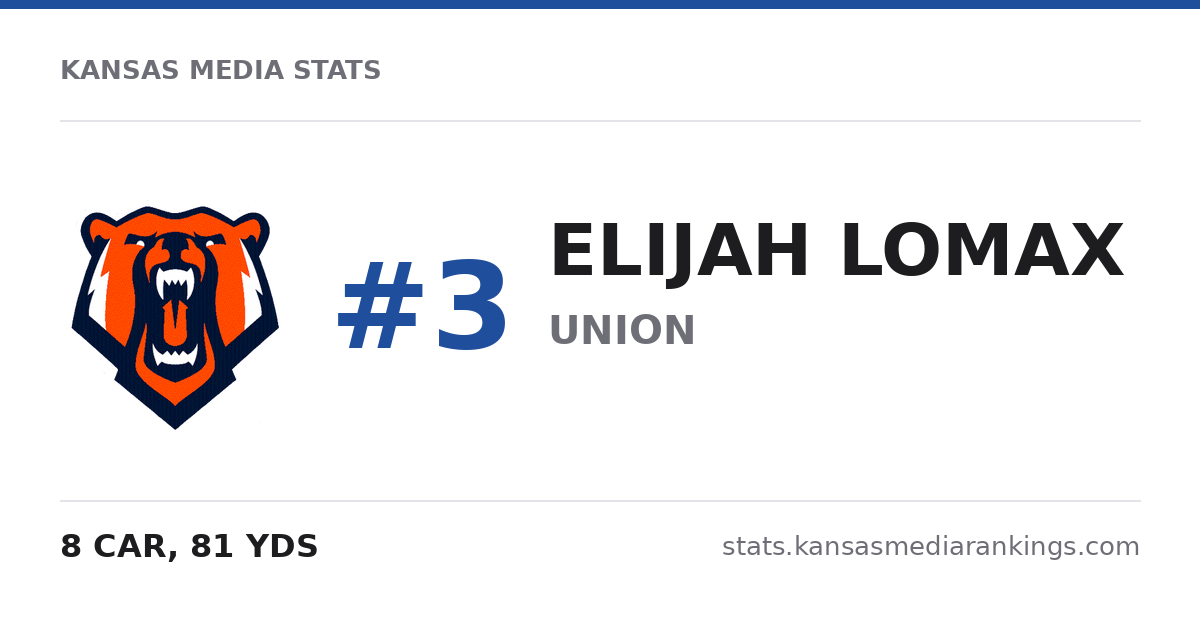 KANSAS MEDIA STATS
#3
ELIJAH LOMAX
UNION
8 CAR, 81 YDS
stats.kansasmediarankings.com